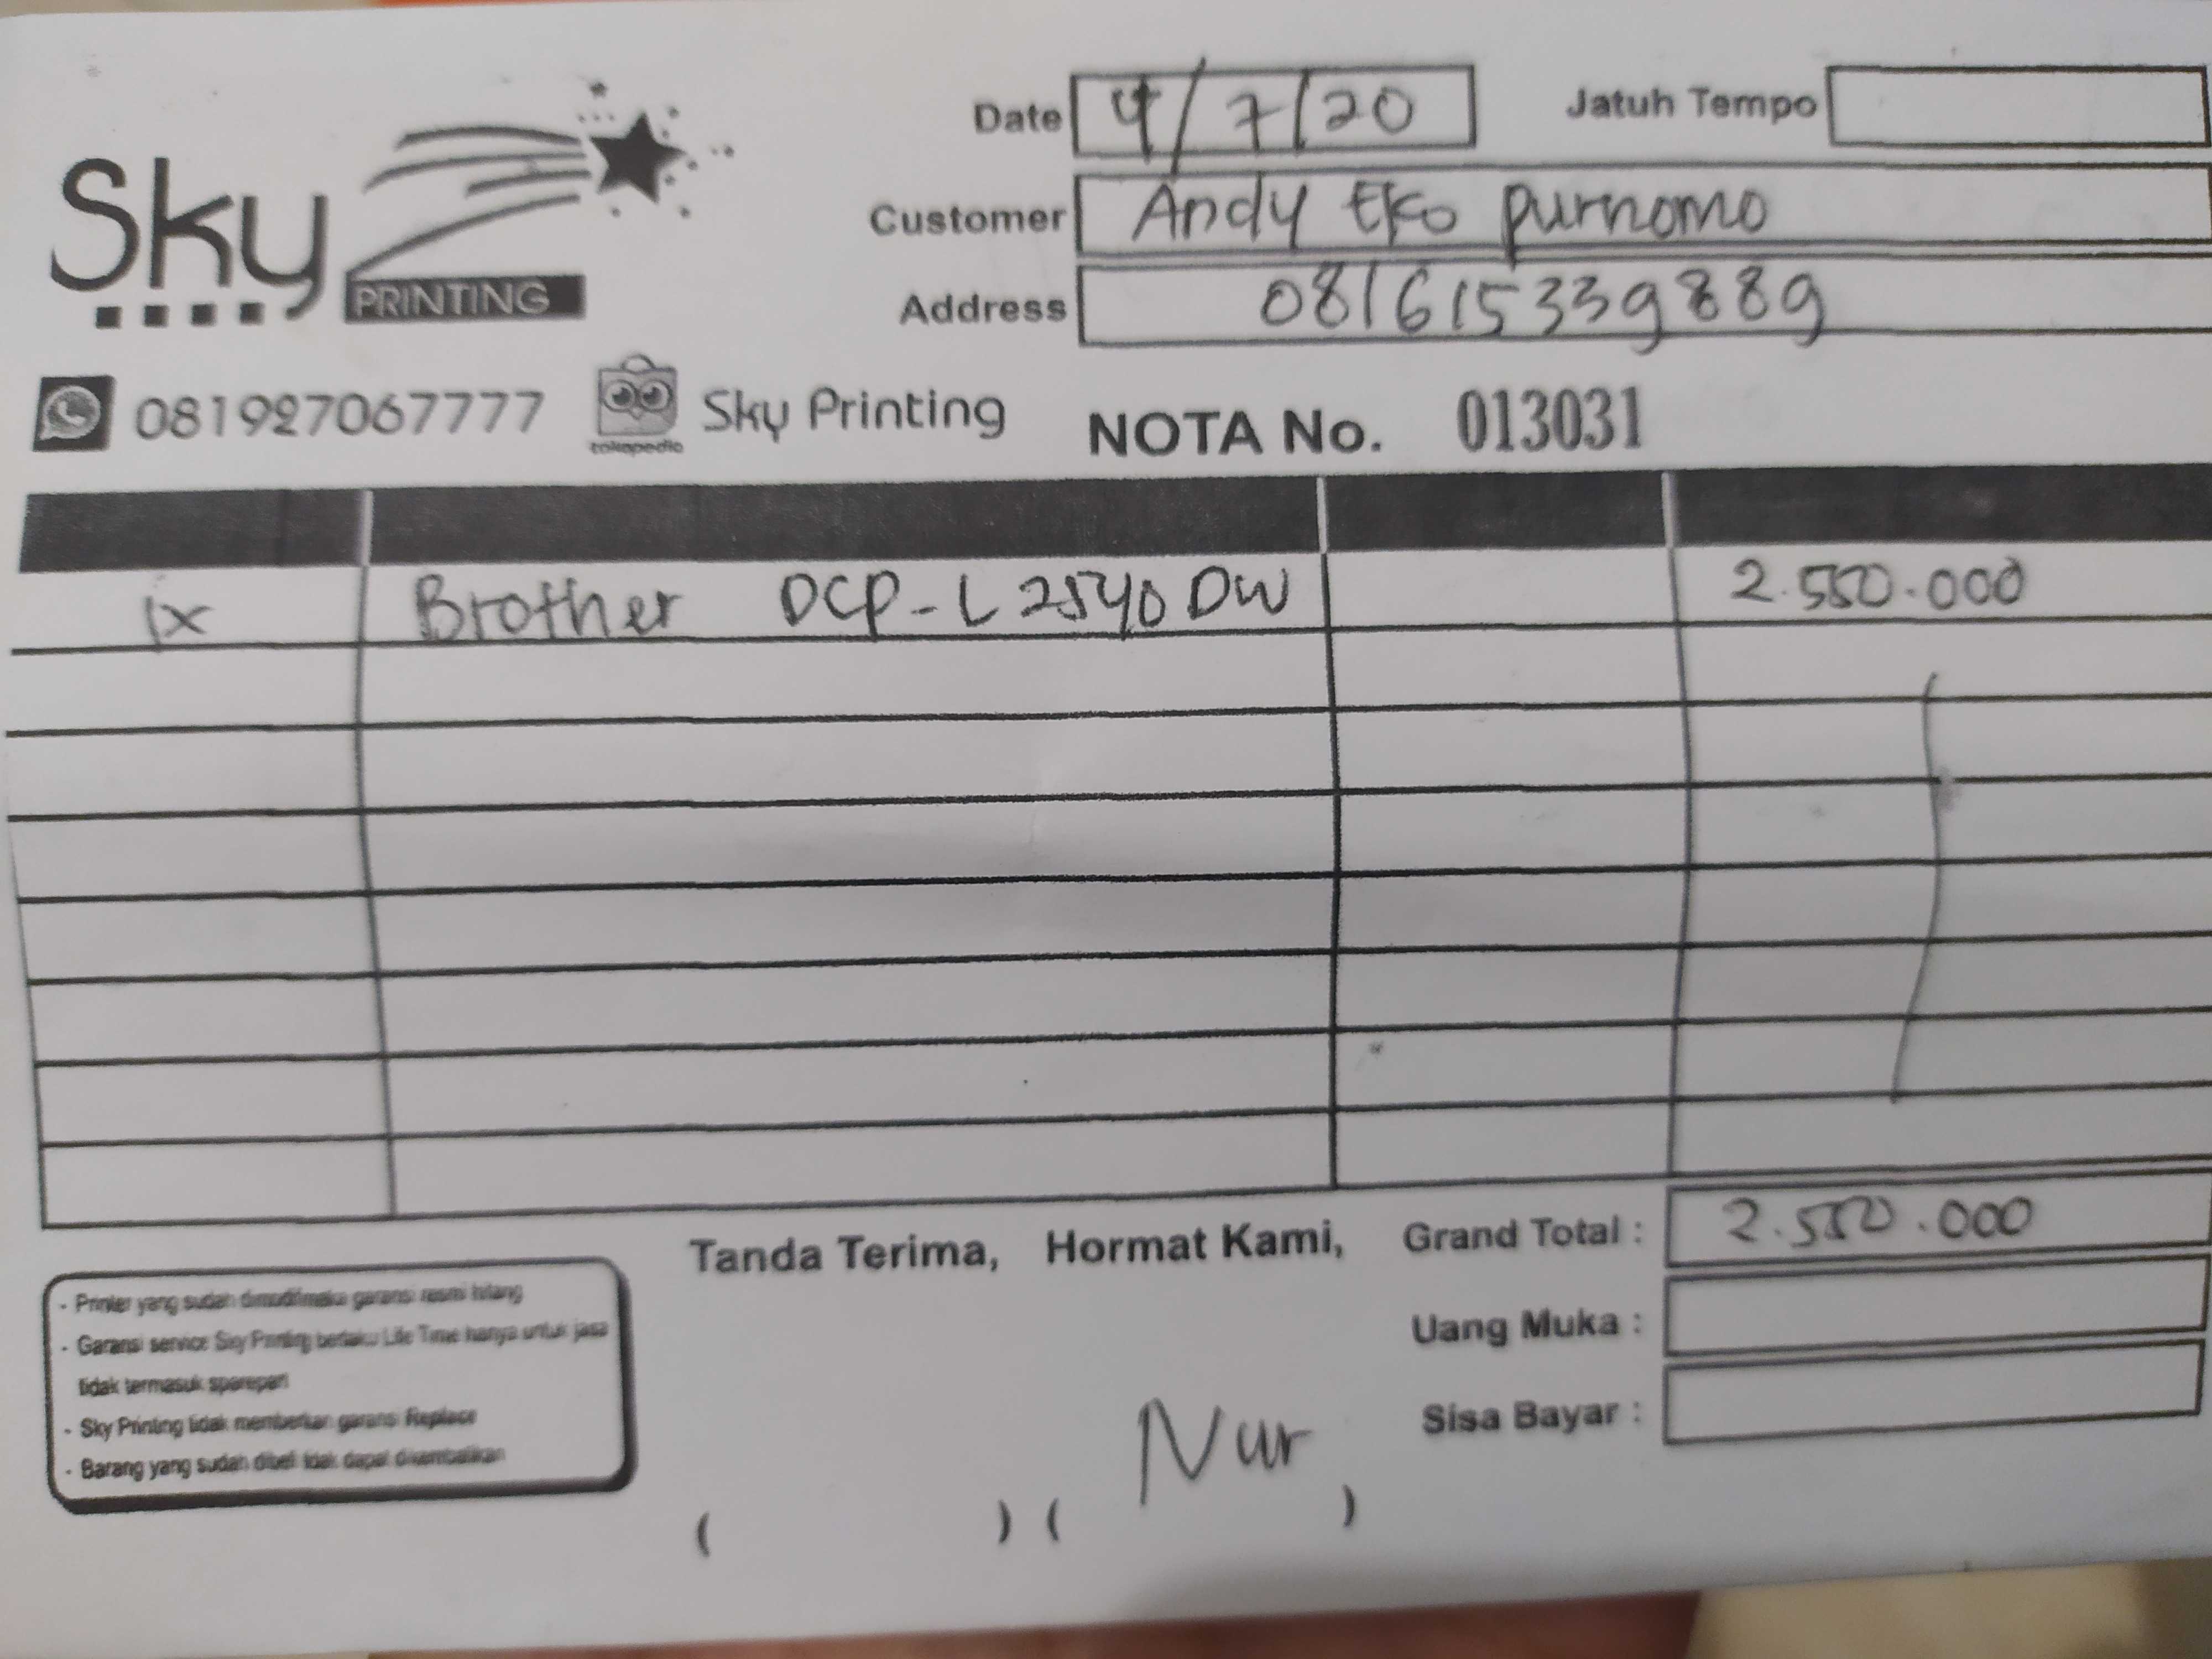 Sky PRINTING
Date 4/7/20 Jatuh Tempo
Customer Andy Eko purnomo
Address 081615339889
081927067777 tokopedia Sky Printing NOTA No. 013031
1x Brother DCP-L2540DW 2.550.000
Tanda Terima, Hormat Kami, Grand Total : 2.550.000
Uang Muka :
Sisa Bayar :
- Printer yang sudah dimodif maka garansi resmi hilang
- Garansi service Sky Printing berlaku Life Time hanya untuk jasa
tidak termasuk sparepart
- Sky Printing tidak memberikan garansi Replace
- Barang yang sudah dibeli tidak dapat dikembalikan
Nur
( ) ( )